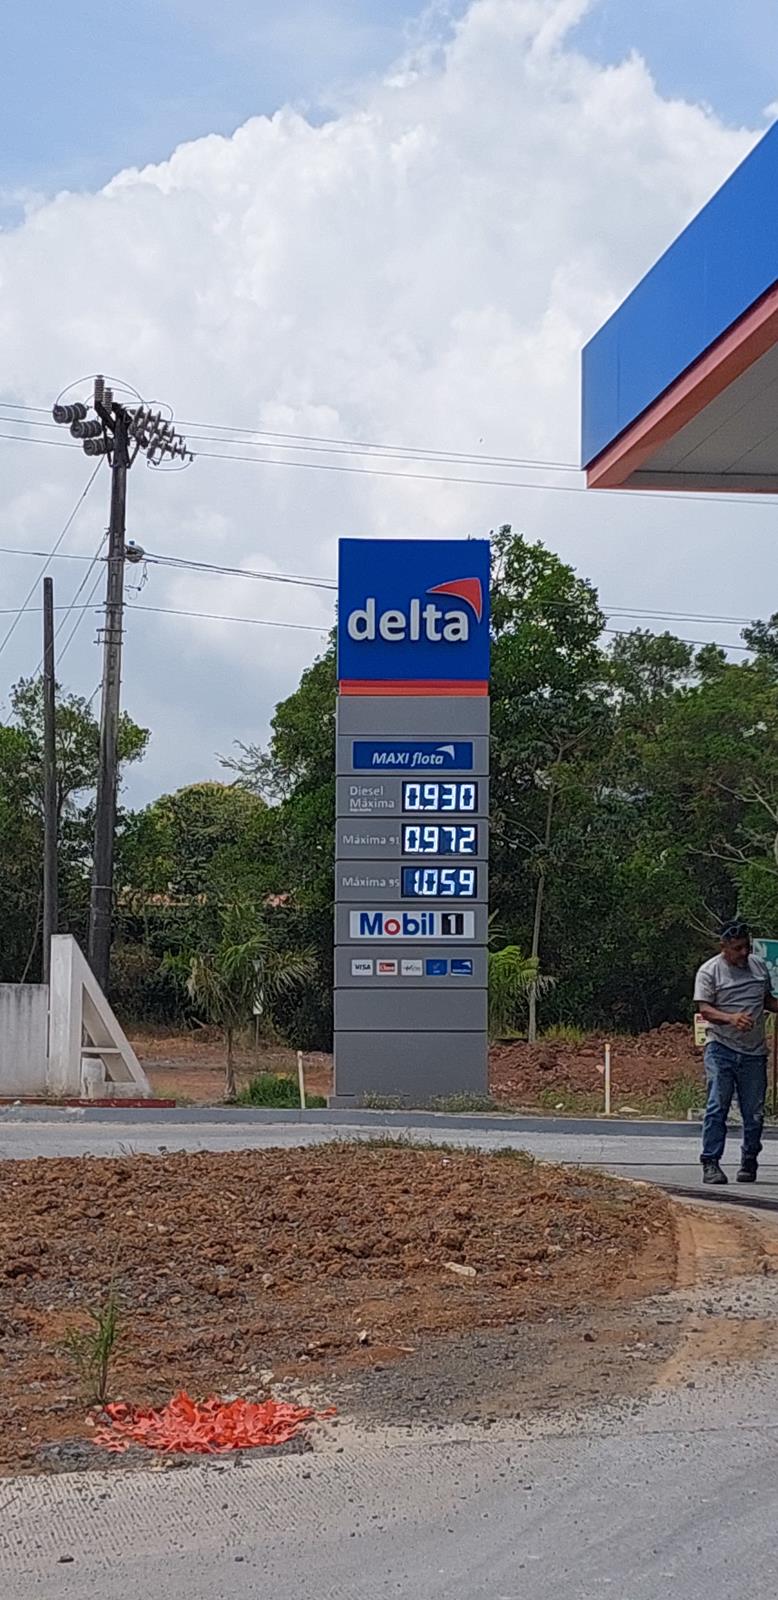 delta
MAXI flota
Diesel
Máxima
0.930
Máxima 91 0.972
Máxima 95 1.059
Mobil 1
VISA